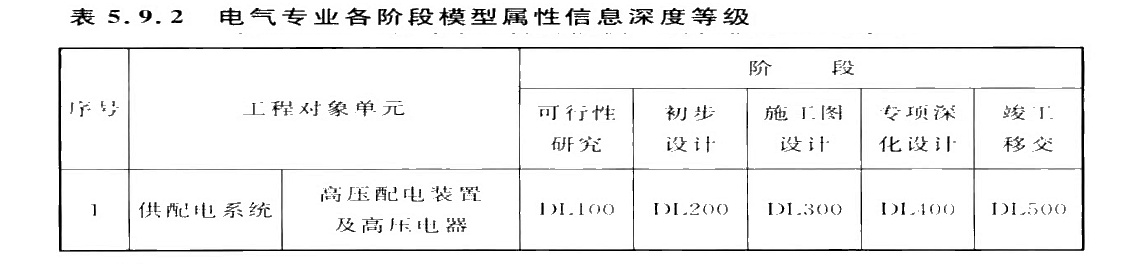 表 5.9.2 电气专业各阶段模型属性信息深度等级
阶 段
序号 工程对象单元 可行性 初步 施工图 专项深 竣工
研究 设计 设计 化设计 移交
1 供配电系统 高压配电装置 DL100 DL200 DL300 DL400 DL500
及高压电器